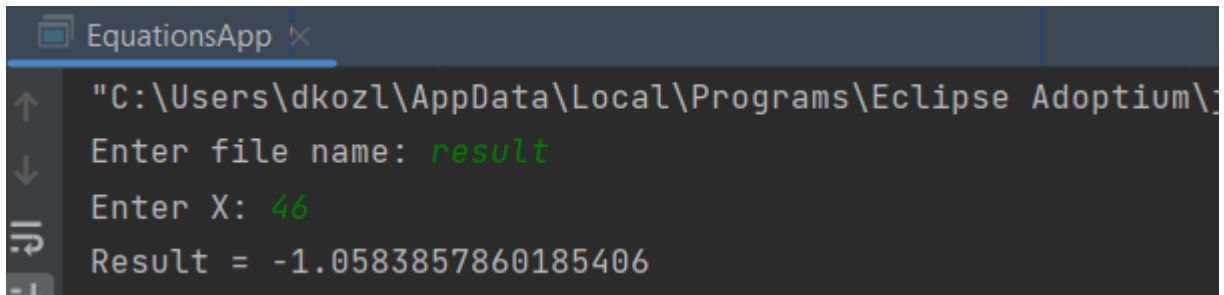 EquationsApp
"C:\Users\dkozl\AppData\Local\Programs\Eclipse Adoptium\
Enter file name: result
Enter X: 46
Result = -1.0583857860185406